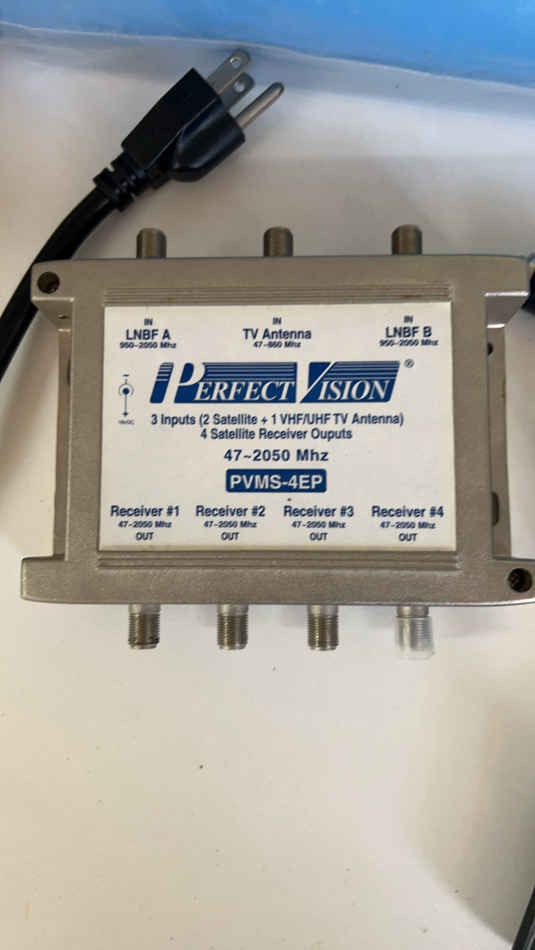 IN IN IN
LNBF A TV Antenna LNBF B
950~2050 Mhz 47~860 Mhz 950~2050 Mhz
PERFECT VISION ®
3 Inputs (2 Satellite + 1 VHF/UHF TV Antenna)
4 Satellite Receiver Ouputs
47~2050 Mhz
PVMS-4EP
Receiver #1 Receiver #2 Receiver #3 Receiver #4
47~2050 Mhz 47~2050 Mhz 47~2050 Mhz 47~2050 Mhz
OUT OUT OUT OUT